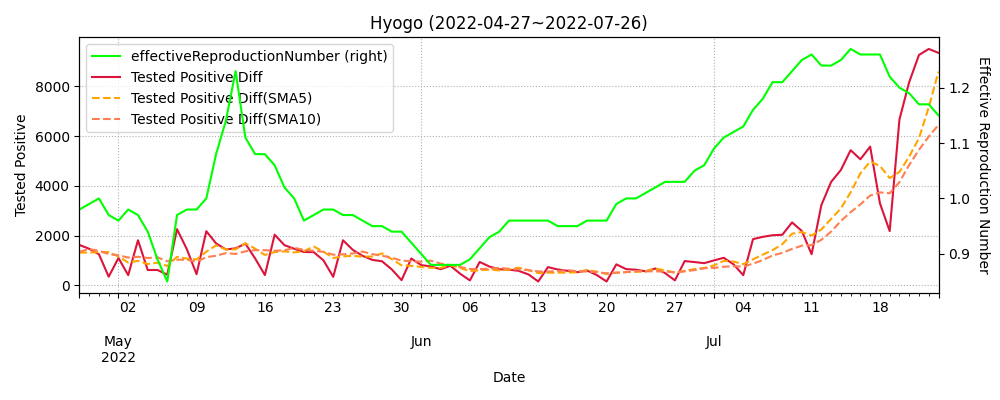 Hyogo (2022-04-27~2022-07-26)
effectiveReproductionNumber (right)
Tested Positive Diff
Tested Positive Diff(SMA5)
Tested Positive Diff(SMA10)
Tested Positive
8000
6000
4000
2000
0
Effective Reproduction Number
1.2
1.1
1.0
0.9
02 09 16 23 30 06 13 20 27 04 11 18
May Jun Jul
2022
Date